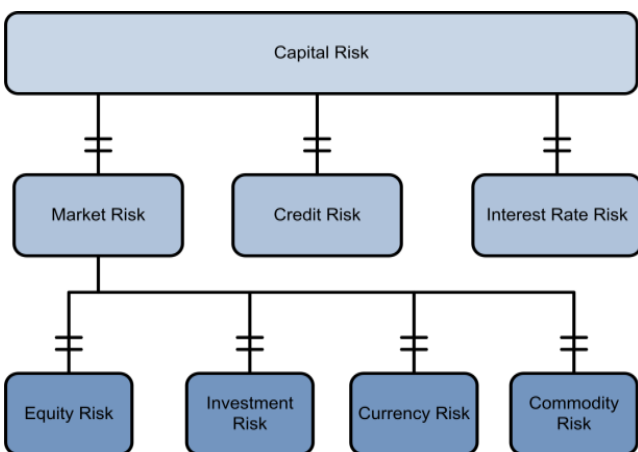 Capital Risk
Market Risk
Credit Risk
Interest Rate Risk
Equity Risk
Investment
Risk
Currency Risk
Commodity
Risk